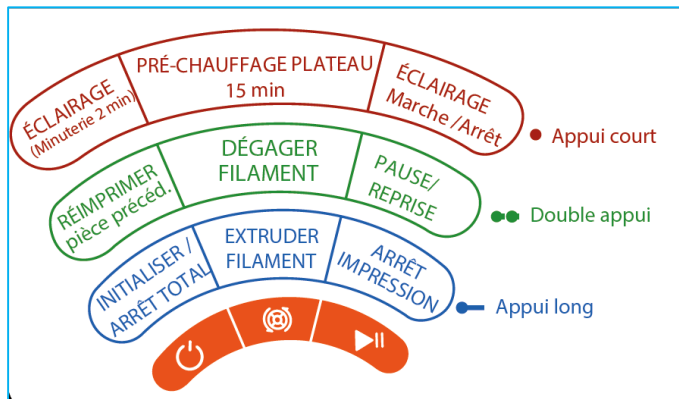 ÉCLAIRAGE
(Minuterie 2 min)
PRÉ-CHAUFFAGE PLATEAU
15 min
ÉCLAIRAGE
Marche /Arrêt
Appui court
RÉIMPRIMER
pièce précéd.
DÉGAGER
FILAMENT
PAUSE/
REPRISE
Double appui
INITIALISER /
ARRÊT TOTAL
EXTRUDER
FILAMENT
ARRÊT
IMPRESSION
Appui long